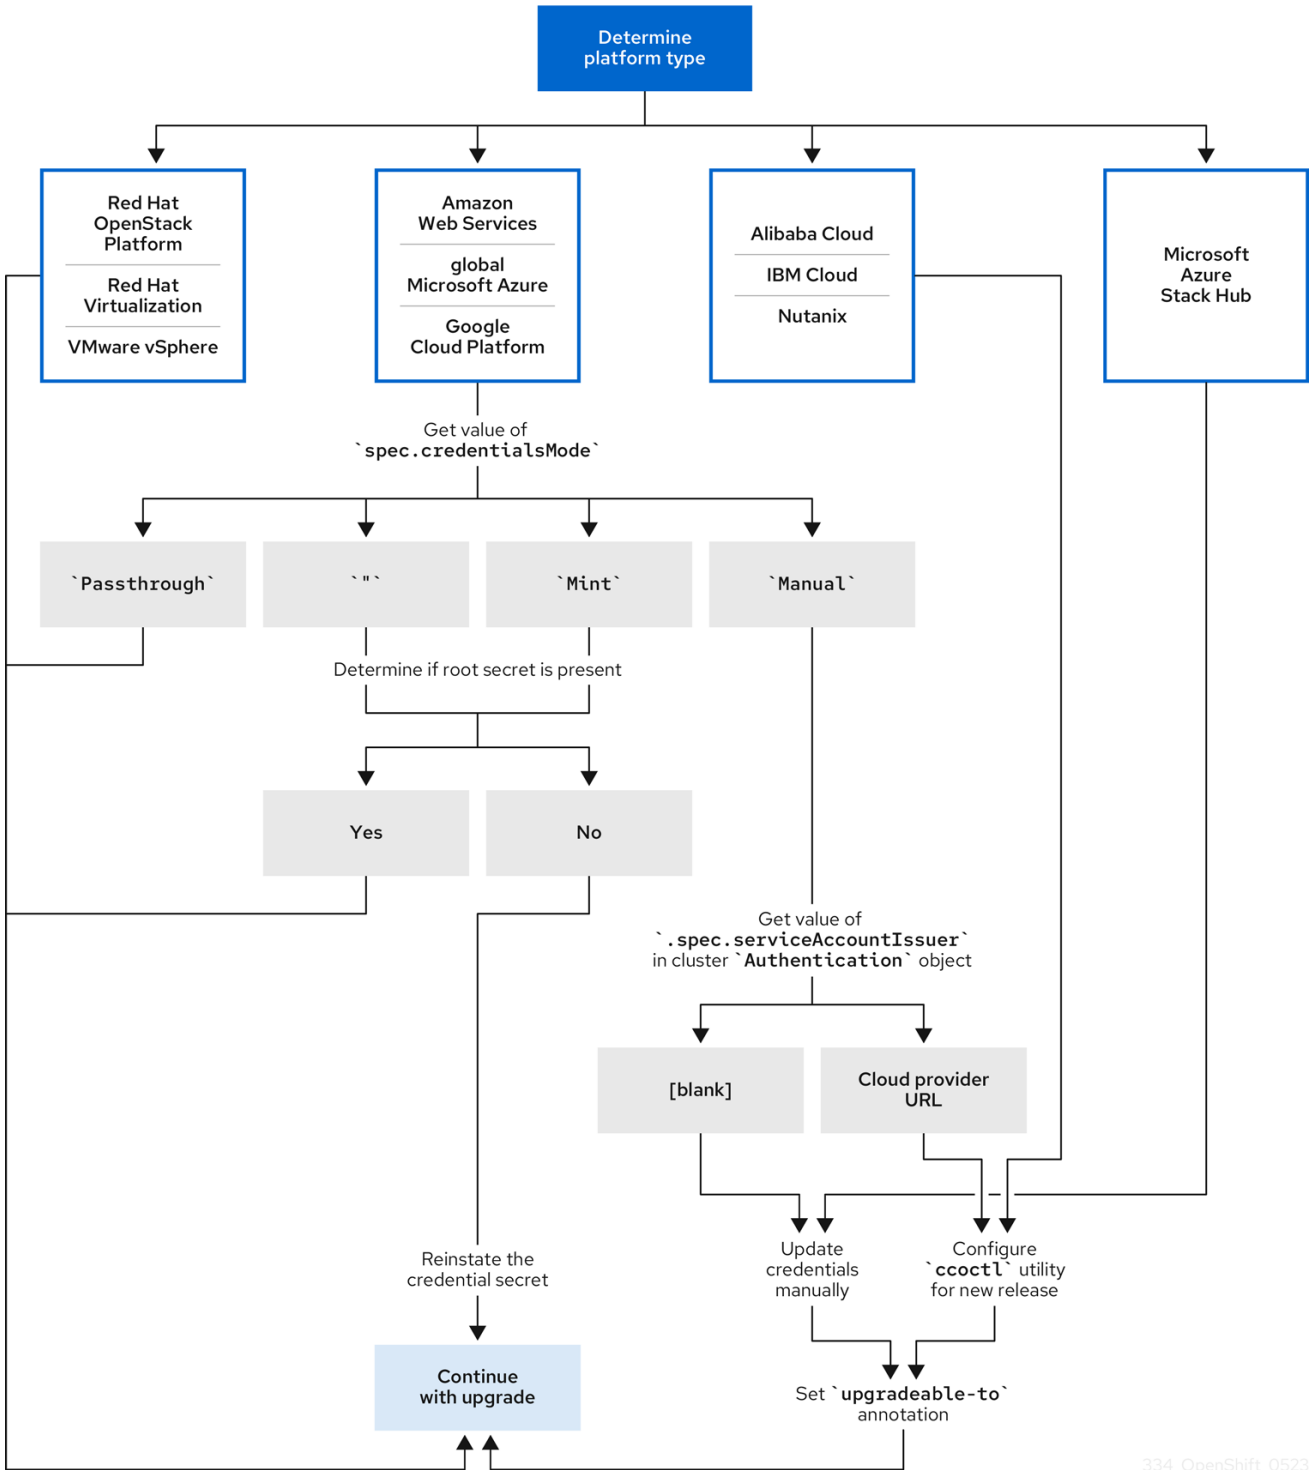 Determine
platform type
Red Hat
OpenStack
Platform
Red Hat
Virtualization
VMware vSphere
Amazon
Web Services
global
Microsoft Azure
Google
Cloud Platform
Alibaba Cloud
IBM Cloud
Nutanix
Microsoft
Azure
Stack Hub
Get value of
`spec.credentialsMode`
`Passthrough`
`"`
`Mint`
`Manual`
Determine if root secret is present
Yes
No
Get value of
`.spec.serviceAccountIssuer`
in cluster `Authentication` object
[blank]
Cloud provider
URL
Reinstate the
credential secret
Update
credentials
manually
Configure
`ccoctl` utility
for new release
Continue
with upgrade
Set `upgradeable-to`
annotation
334_OpenShift_0523